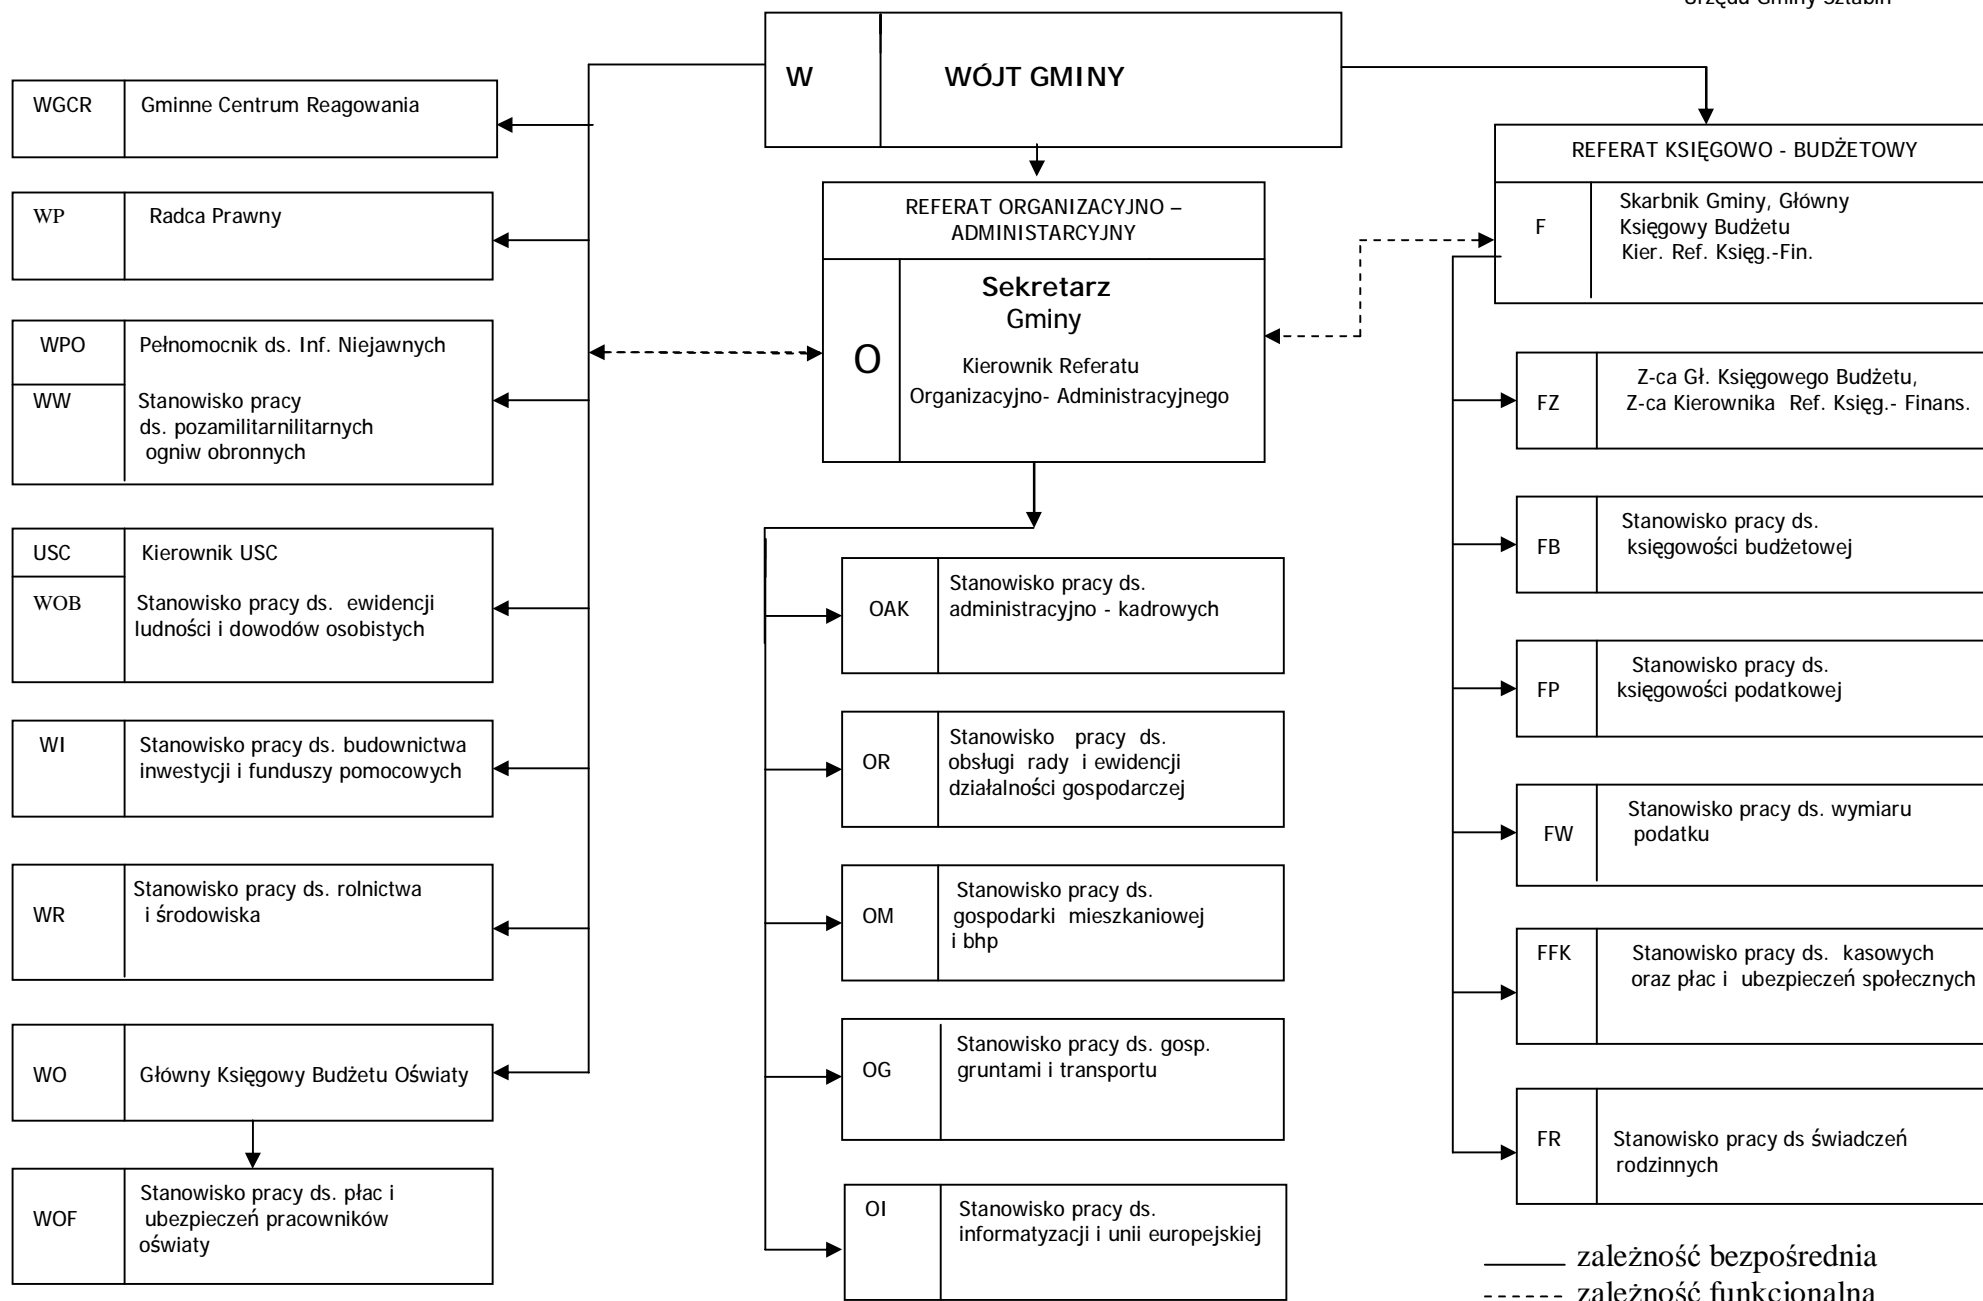 Urzędu Gminy Sztabin
W
WÓJT GMINY
WGCR
Gminne Centrum Reagowania
WP
Radca Prawny
WPO
Pełnomocnik ds. Inf. Niejawnych
WW
Stanowisko pracy
ds. pozamilitarnilitarnych
ogniw obronnych
USC
Kierownik USC
WOB
Stanowisko pracy ds. ewidencji
ludności i dowodów osobistych
WI
Stanowisko pracy ds. budownictwa
inwestycji i funduszy pomocowych
WR
Stanowisko pracy ds. rolnictwa
i środowiska
WO
Główny Księgowy Budżetu Oświaty
WOF
Stanowisko pracy ds. płac i
ubezpieczeń pracowników
oświaty
REFERAT ORGANIZACYJNO –
ADMINISTARCYJNY
O
Sekretarz
Gminy
Kierownik Referatu
Organizacyjno- Administracyjnego
OAK
Stanowisko pracy ds.
administracyjno - kadrowych
OR
Stanowisko pracy ds.
obsługi rady i ewidencji
działalności gospodarczej
OM
Stanowisko pracy ds.
gospodarki mieszkaniowej
i bhp
OG
Stanowisko pracy ds. gosp.
gruntami i transportu
OI
Stanowisko pracy ds.
informatyzacji i unii europejskiej
REFERAT KSIĘGOWO - BUDŻETOWY
F
Skarbnik Gminy, Główny
Księgowy Budżetu
Kier. Ref. Księg.-Fin.
FZ
Z-ca Gł. Księgowego Budżetu,
Z-ca Kierownika Ref. Księg.- Finans.
FB
Stanowisko pracy ds.
księgowości budżetowej
FP
Stanowisko pracy ds.
księgowości podatkowej
FW
Stanowisko pracy ds. wymiaru
podatku
FFK
Stanowisko pracy ds. kasowych
oraz płac i ubezpieczeń społecznych
FR
Stanowisko pracy ds świadczeń
rodzinnych
zależność bezpośrednia
zależność funkcjonalna